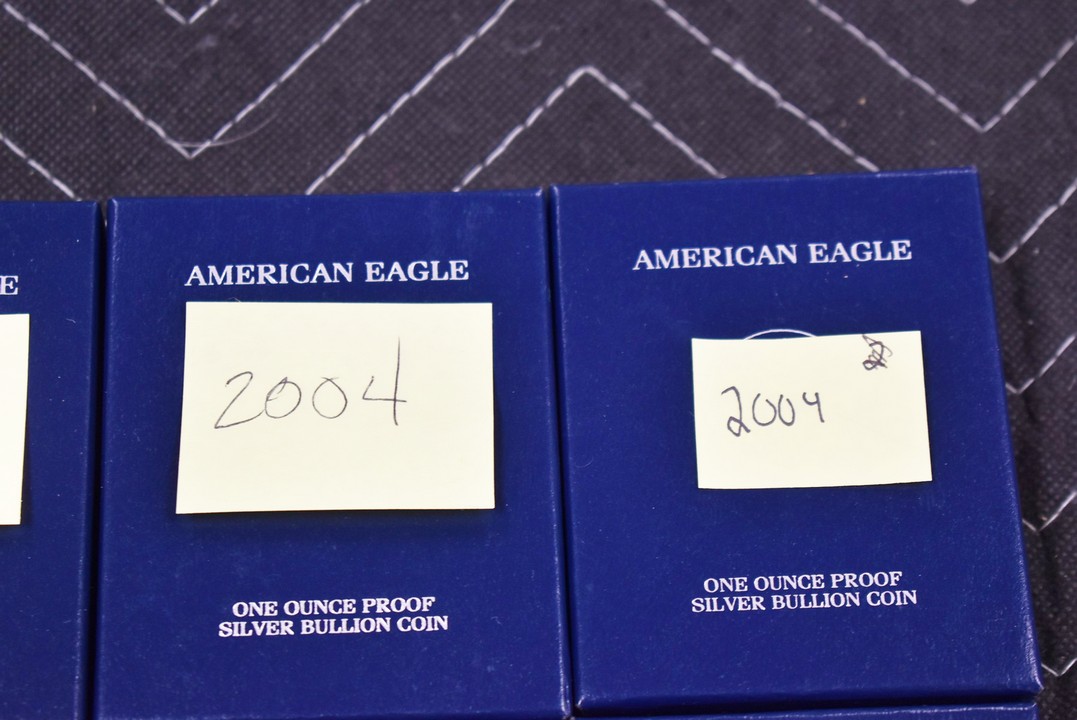 E
AMERICAN EAGLE
2004
ONE OUNCE PROOF
SILVER BULLION COIN
AMERICAN EAGLE
2004
ONE OUNCE PROOF
SILVER BULLION COIN